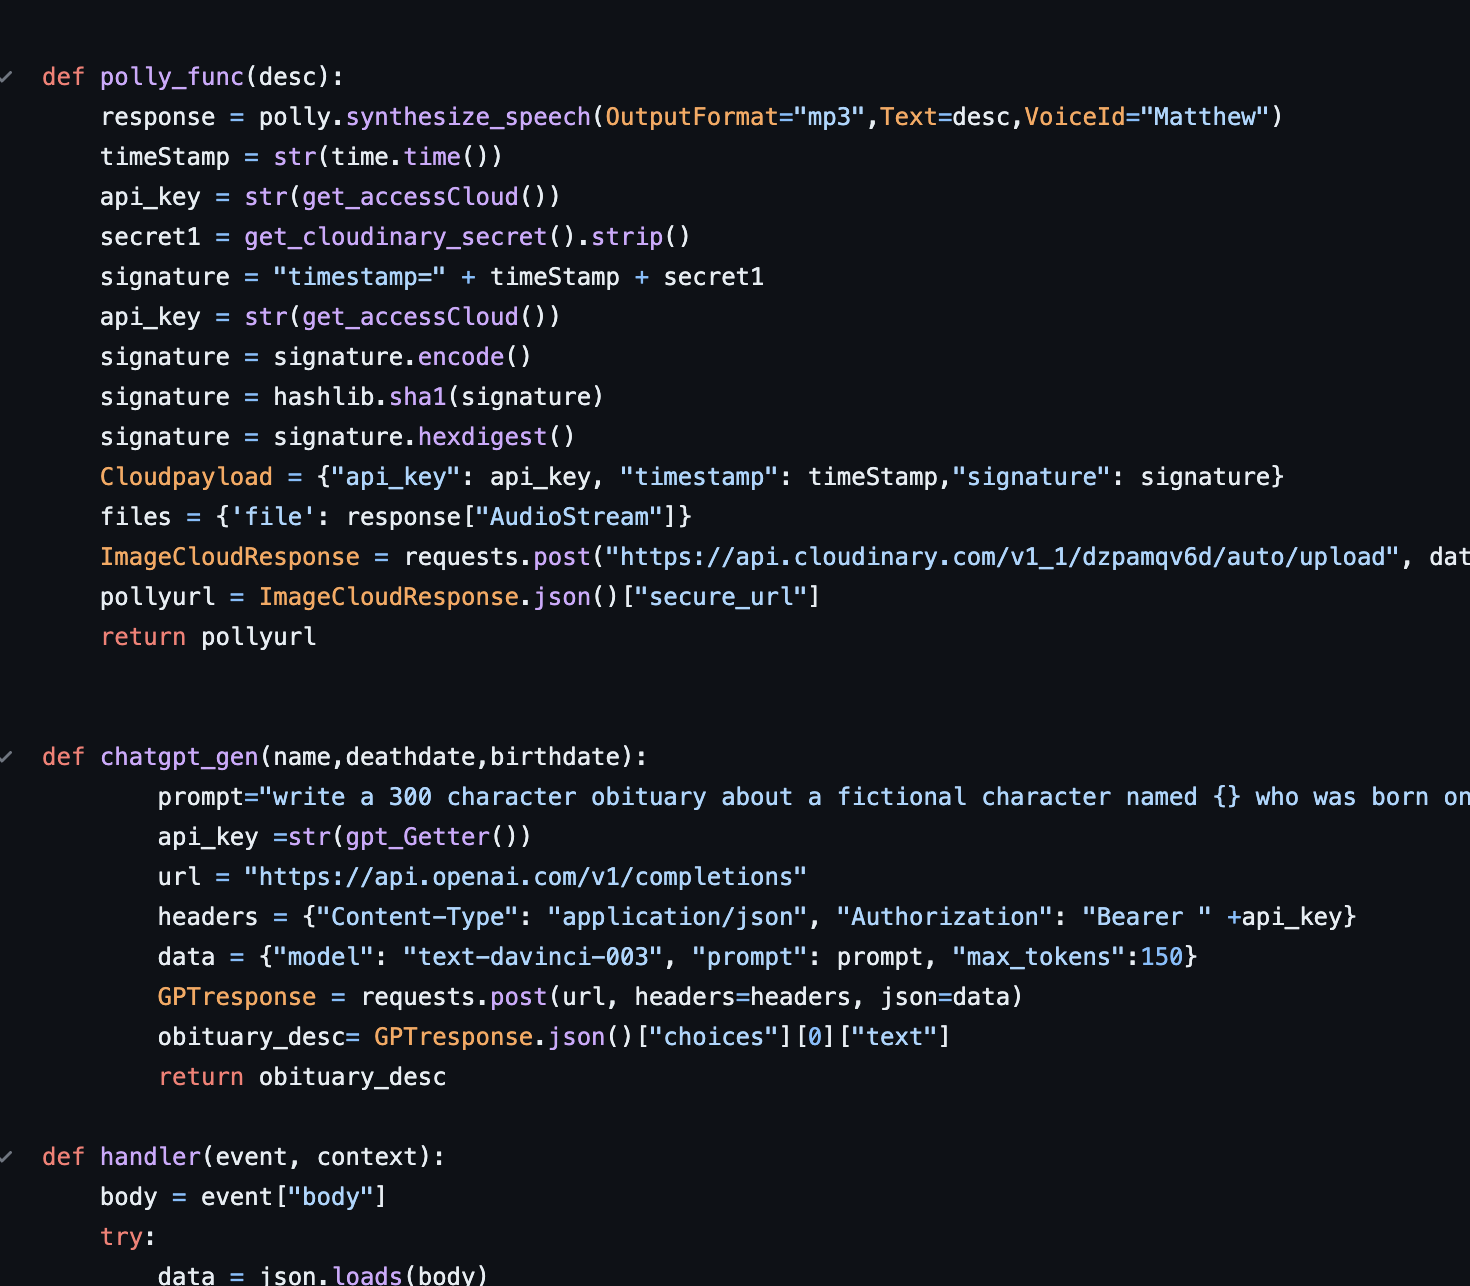 def polly_func(desc):
    response = polly.synthesize_speech(OutputFormat="mp3",Text=desc,VoiceId="Matthew")
    timeStamp = str(time.time())
    api_key = str(get_accessCloud())
    secret1 = get_cloudinary_secret().strip()
    signature = "timestamp=" + timeStamp + secret1
    api_key = str(get_accessCloud())
    signature = signature.encode()
    signature = hashlib.sha1(signature)
    signature = signature.hexdigest()
    Cloudpayload = {"api_key": api_key, "timestamp": timeStamp,"signature": signature}
    files = {'file': response["AudioStream"]}
    ImageCloudResponse = requests.post("https://api.cloudinary.com/v1_1/dzpamqv6d/auto/upload", dat
    pollyurl = ImageCloudResponse.json()["secure_url"]
    return pollyurl
def chatgpt_gen(name,deathdate,birthdate):
        prompt="write a 300 character obituary about a fictional character named {} who was born on
        api_key =str(gpt_Getter())
        url = "https://api.openai.com/v1/completions"
        headers = {"Content-Type": "application/json", "Authorization": "Bearer " +api_key}
        data = {"model": "text-davinci-003", "prompt": prompt, "max_tokens":150}
        GPTresponse = requests.post(url, headers=headers, json=data)
        obituary_desc= GPTresponse.json()["choices"][0]["text"]
        return obituary_desc
def handler(event, context):
    body = event["body"]
    try:
        data = json.loads(body)